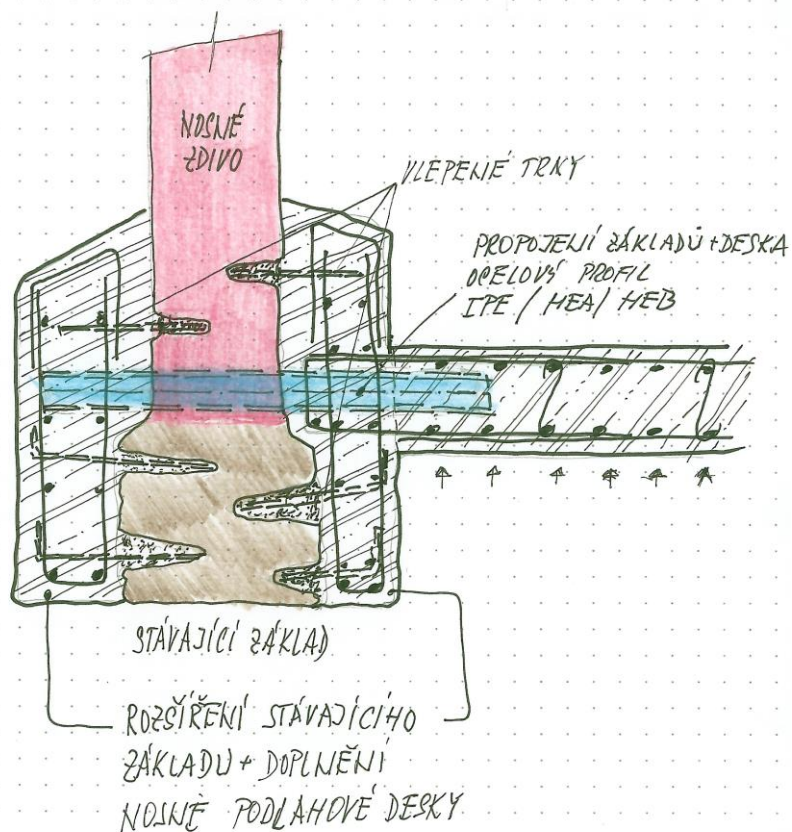 NOSNÉ
ZDIVO
VLEPENÉ TRNY
PROPOJENÍ ZÁKLADŮ+DESKA
OCELOVÝ PROFIL
IPE / HEA / HEB
STÁVAJÍCÍ ZÁKLAD
ROZŠÍŘENÍ STÁVAJÍCÍHO
ZÁKLADU + DOPLNĚNÍ
NOSNÉ PODLAHOVÉ DESKY